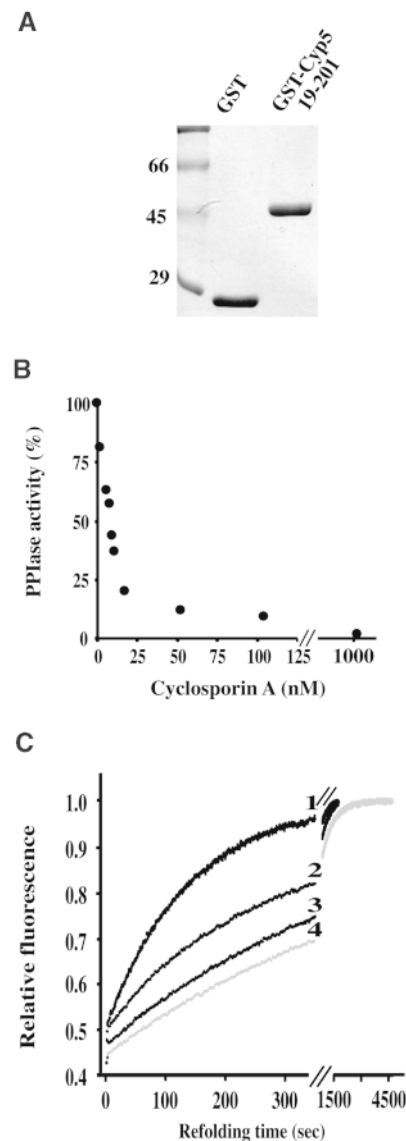 A
GST
GST-Cyp5
19-201
66
45
29
B
PPIase activity (%)
100
75
50
25
0
0 25 50 75 100 125 // 1000
Cyclosporin A (nM)
C
Relative fluorescence
1.0
0.9
0.8
0.7
0.6
0.5
0.4
1
2
3
4
0 100 200 300 // 1500 4500
Refolding time (sec)